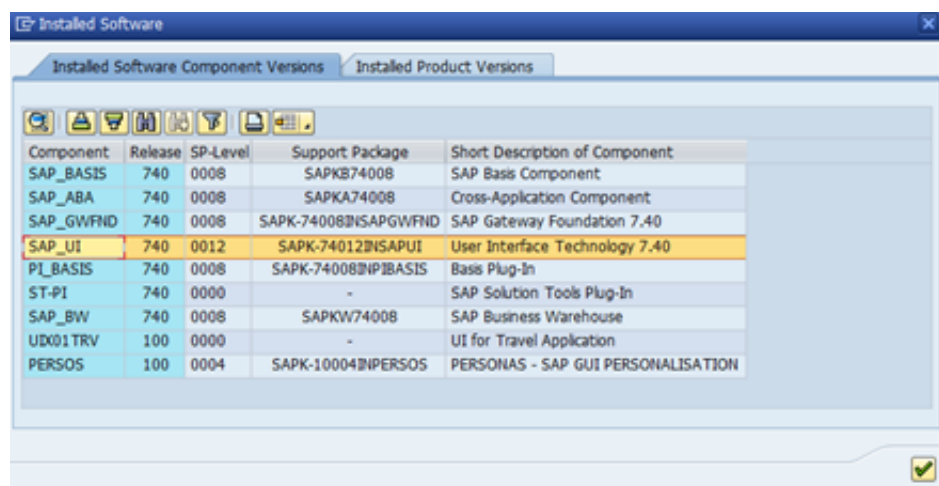 Installed Software
Installed Software Component Versions Installed Product Versions
Component Release SP-Level Support Package Short Description of Component
SAP_BASIS 740 0008 SAPKB74008 SAP Basis Component
SAP_ABA 740 0008 SAPKA74008 Cross-Application Component
SAP_GWFND 740 0008 SAPK-74008INSAPGWFND SAP Gateway Foundation 7.40
SAP_UI 740 0012 SAPK-74012INSAPUI User Interface Technology 7.40
PI_BASIS 740 0008 SAPK-74008INPIBASIS Basis Plug-In
ST-PI 740 0000 - SAP Solution Tools Plug-In
SAP_BW 740 0008 SAPKW74008 SAP Business Warehouse
UIX01TRV 100 0000 - UI for Travel Application
PERSOS 100 0004 SAPK-10004INPERSOS PERSONAS - SAP GUI PERSONALISATION